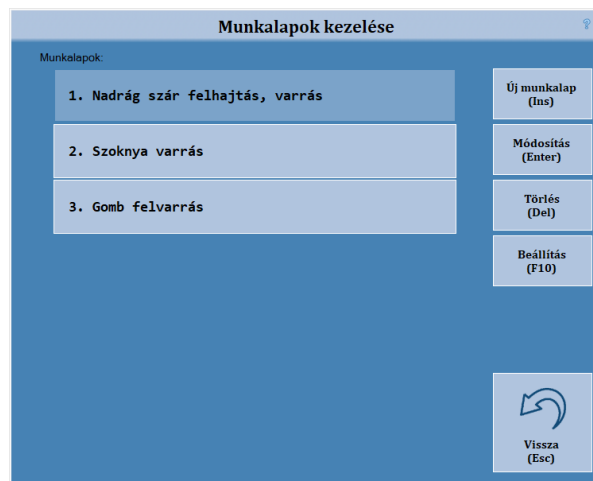 Munkalapok kezelése
Munkalapok:
1. Nadrág szár felhajtás, varrás
2. Szoknya varrás
3. Gomb felvarrás
Új munkalap
(Ins)
Módosítás
(Enter)
Törlés
(Del)
Beállítás
(F10)
Vissza
(Esc)